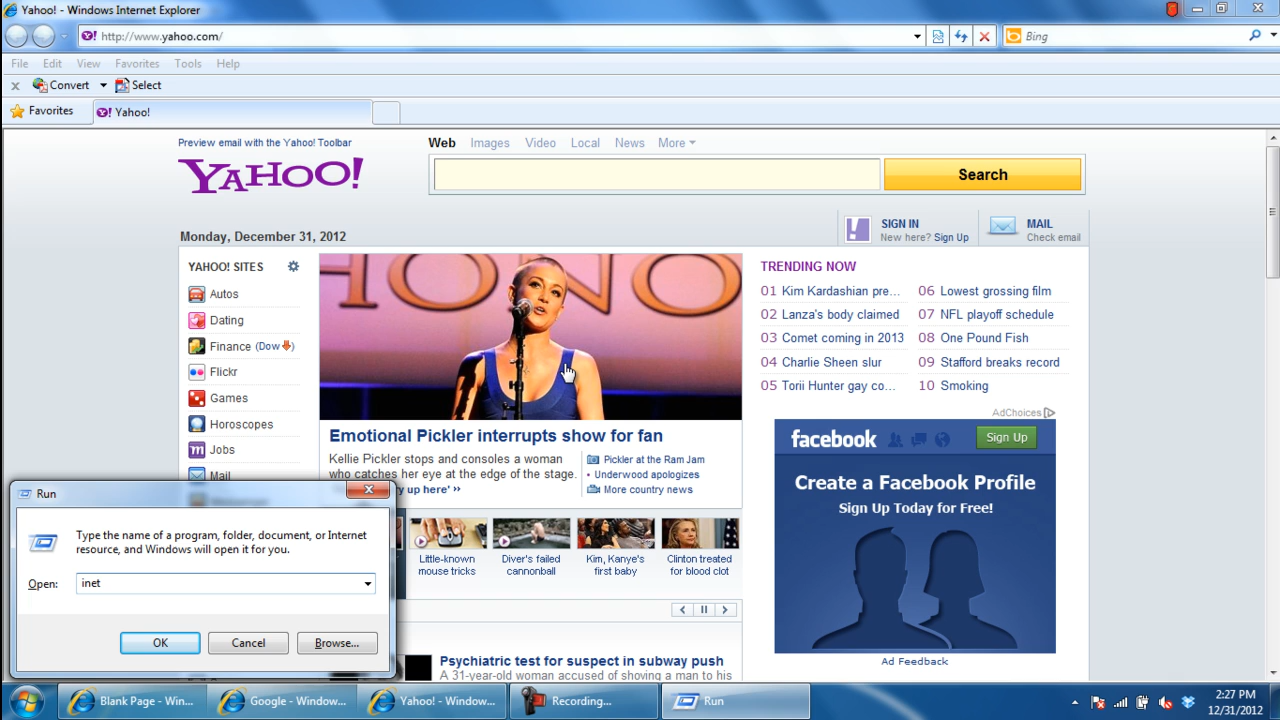 Yahoo! - Windows Internet Explorer
http://www.yahoo.com/
Bing
File Edit View Favorites Tools Help
x Convert Select
Favorites
Yahoo!
Preview email with the Yahoo! Toolbar
Web Images Video Local News More
YAHOO!
Search
SIGN IN
New here? Sign Up
MAIL
Check email
Monday, December 31, 2012
YAHOO! SITES
Autos
Dating
Finance (Dow )
Flickr
Games
Horoscopes
Jobs
Mail
HONO
Emotional Pickler interrupts show for fan
Kellie Pickler stops and consoles a woman
who catches her eye at the edge of the stage.
up here' »
Pickler at the Ram Jam
• Underwood apologizes
More country news
Little-known
mouse tricks
Diver's failed
cannonball
Kim, Kanye's
first baby
Clinton treated
for blood clot
Psychiatric test for suspect in subway push
A 31-year-old woman accused of shoving a man to his
TRENDING NOW
01 Kim Kardashian pre...
02 Lanza's body claimed
03 Comet coming in 2013
04 Charlie Sheen slur
05 Torii Hunter gay co...
06 Lowest grossing film
07 NFL playoff schedule
08 One Pound Fish
09 Stafford breaks record
10 Smoking
AdChoices
facebook
Sign Up
Create a Facebook Profile
Sign Up Today for Free!
Ad Feedback
Run
Type the name of a program, folder, document, or Internet
resource, and Windows will open it for you.
Open: inet
OK Cancel Browse...
Blank Page - Win...
Google - Window...
Yahoo! - Window...
Recording...
Run
2:27 PM
12/31/2012